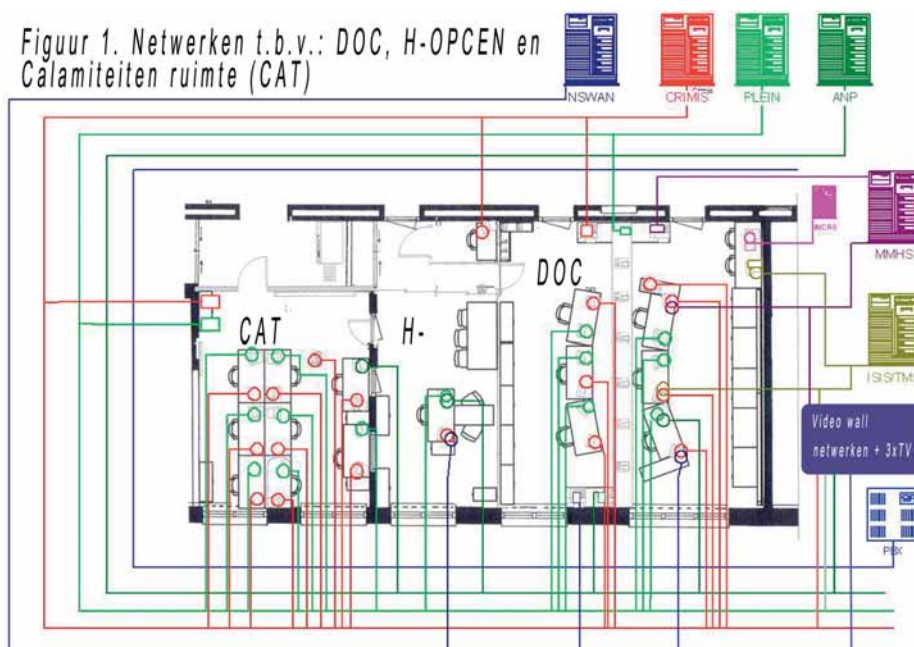 Figuur 1. Netwerken t.b.v.: DOC, H-OPCEN en
Calamiteiten ruimte (CAT)
NSWAN
CRIMIS
PLEIN
ANP
MMHS
ISIS/TMS
DOC
CAT
H-
Video wall
netwerken + 3xTV
PBX